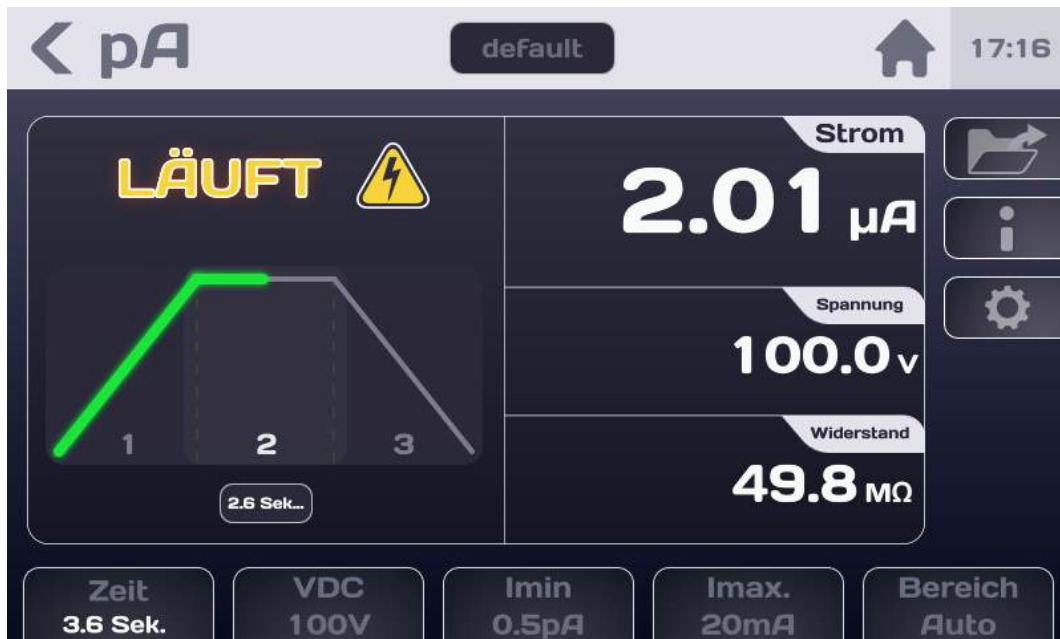 pA
default
17:16
LÄUFT
Strom
2.01 µA
Spannung
100.0 V
Widerstand
49.8 MΩ
1
2
3
2.6 Sek...
Zeit
3.6 Sek.
VDC
100V
Imin
0.5pA
Imax.
20mA
Bereich
Auto